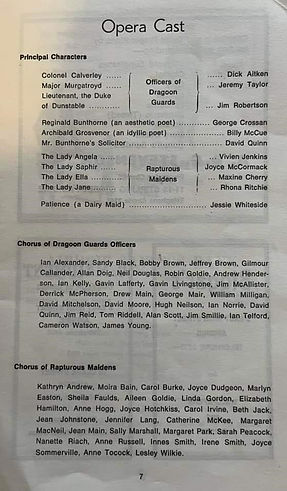 Opera Cast
Principal Characters
Colonel Calverley ...... Officers of Dragoon Guards ...... Dick Aitken
Major Murgatroyd ...... ... Jeremy Taylor
Lieutenant, the Duke
of Dunstable ............ ... Jim Robertson
Reginald Bunthorne (an aesthetic poet) ............ George Crossan
Archibald Grosvenor (an idyllic poet) ............ Billy McCue
Mr. Bunthorne's Solicitor ............ David Quinn
The Lady Angela ...... Rapturous Maidens ...... Vivien Jenkins
The Lady Saphir ...... Joyce McCormack
The Lady Ella ......... ... Maxine Cherry
The Lady Jane ......... ... Rhona Ritchie
Patience (a Dairy Maid) ............ Jessie Whiteside
Chorus of Dragoon Guards Officers
Ian Alexander, Sandy Black, Bobby Brown, Jeffrey Brown, Gilmour
Callander, Allan Doig, Neil Douglas, Robin Goldie, Andrew Hender-
son, Ian Kelly, Gavin Lafferty, Gavin Livingstone, Jim McAllister,
Derrick McPherson, Drew Main, George Mair, William Milligan,
David Mitchelson, David Moore, Hugh Neilson, Ian Norrie, David
Quinn, Jim Reid, Tom Riddell, Alan Scott, Jim Smillie, Ian Telford,
Cameron Watson, James Young.
Chorus of Rapturous Maidens
Kathryn Andrew, Moira Bain, Carol Burke, Joyce Dudgeon, Marlyn
Easton, Sheila Faulds, Aileen Goldie, Linda Gordon, Elizabeth
Hamilton, Anne Hogg, Joyce Hotchkiss, Carol Irvine, Beth Jack,
Jean Johnstone, Jennifer Lang, Catherine McKee, Margaret
MacNeil, Jean Main, Sally Marshall, Margaret Park, Sarah Peacock,
Nanette Riach, Anne Russell, Innes Smith, Irene Smith, Joyce
Sommerville, Anne Tocock, Lesley Wilkie.
7